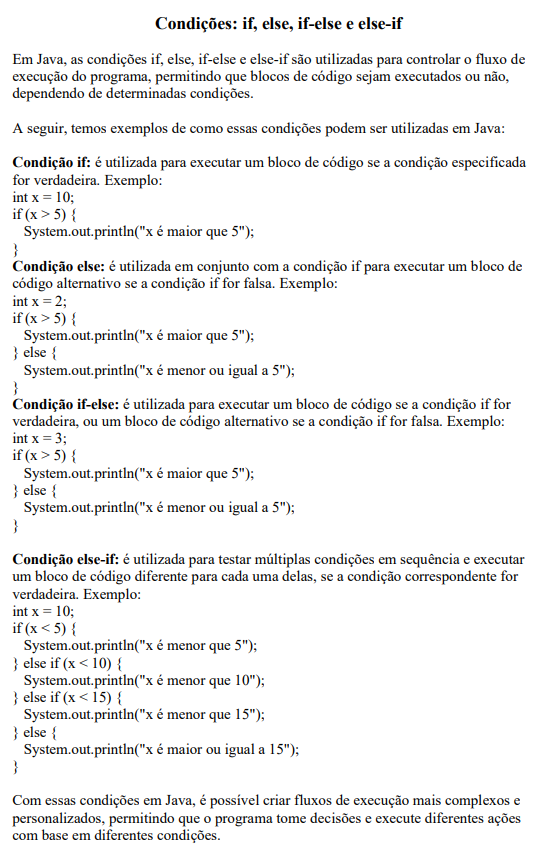 Condições: if, else, if-else e else-if
Em Java, as condições if, else, if-else e else-if são utilizadas para controlar o fluxo de
execução do programa, permitindo que blocos de código sejam executados ou não,
dependendo de determinadas condições.
A seguir, temos exemplos de como essas condições podem ser utilizadas em Java:
Condição if: é utilizada para executar um bloco de código se a condição especificada
for verdadeira. Exemplo:
int x = 10;
if (x > 5) {
System.out.println("x é maior que 5");
}
Condição else: é utilizada em conjunto com a condição if para executar um bloco de
código alternativo se a condição if for falsa. Exemplo:
int x = 2;
if (x > 5) {
System.out.println("x é maior que 5");
} else {
System.out.println("x é menor ou igual a 5");
}
Condição if-else: é utilizada para executar um bloco de código se a condição if for
verdadeira, ou um bloco de código alternativo se a condição if for falsa. Exemplo:
int x = 3;
if (x > 5) {
System.out.println("x é maior que 5");
} else {
System.out.println("x é menor ou igual a 5");
}
Condição else-if: é utilizada para testar múltiplas condições em sequência e executar
um bloco de código diferente para cada uma delas, se a condição correspondente for
verdadeira. Exemplo:
int x = 10;
if (x < 5) {
System.out.println("x é menor que 5");
} else if (x < 10) {
System.out.println("x é menor que 10");
} else if (x < 15) {
System.out.println("x é menor que 15");
} else {
System.out.println("x é maior ou igual a 15");
}
Com essas condições em Java, é possível criar fluxos de execução mais complexos e
personalizados, permitindo que o programa tome decisões e execute diferentes ações
com base em diferentes condições.